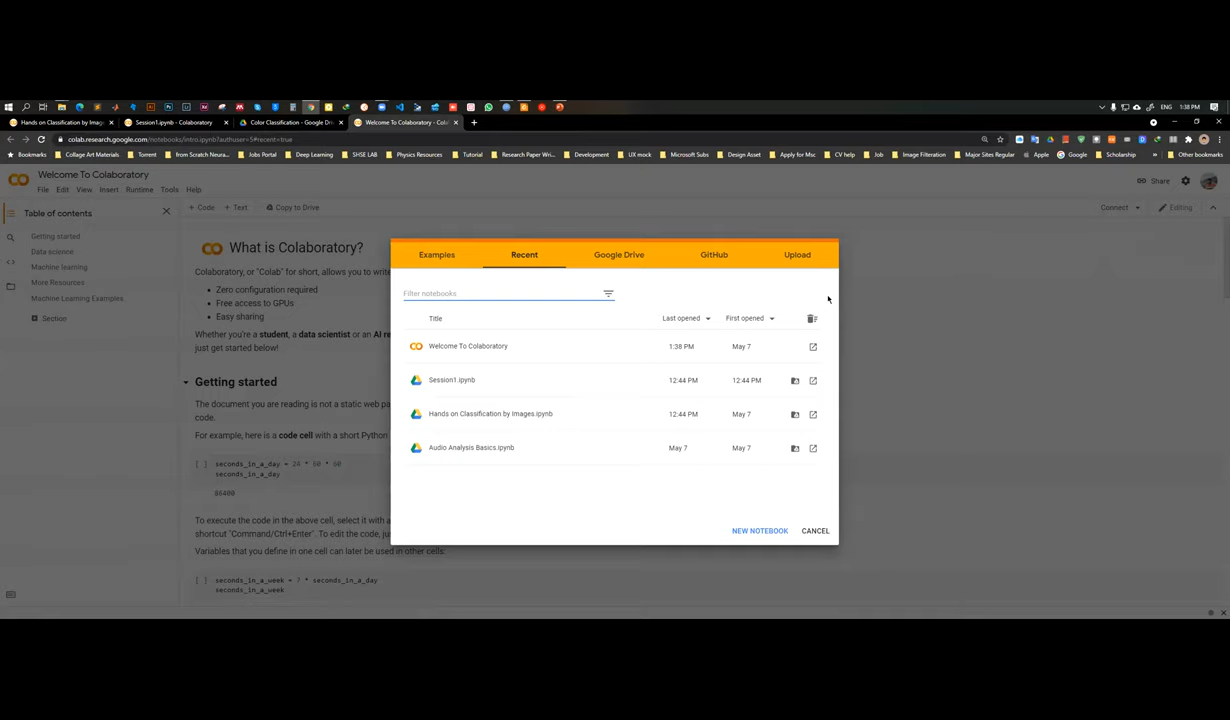 ENG 1:38 PM
Hands on Classification by Imag
Session1.ipynb - Colaboratory
Color Classification - Google Dri
Welcome To Colaboratory - Cola
colab.research.google.com/notebooks/intro.ipynb?authuser=5#recent=true
Bookmarks Collage Art Materials Torrent from Scratch Neura... Jobs Portal Deep Learning SHSE LAB Physics Resources Tutorial Research Paper Wri... Development UX mock Microsoft Subs Design Asset Apply for Msc CV help Job Image Filteration Major Sites Regular Apple Google Scholarship Other bookmarks
Welcome To Colaboratory
Share
File Edit View Insert Tools Runtime Help
Table of contents
+ Code + Text Copy to Drive
Connect Editing
Getting started
Data science
Machine learning
More Resources
Machine Learning Examples
Section
What is Colaboratory?
Colaboratory, or "Colab" for short, allows you to write
Zero configuration required
Free access to GPUs
Easy sharing
Whether you're a student, a data scientist or an AI re
just get started below!
Getting started
The document you are reading is not a static web pa
code.
For example, here is a code cell with a short Python
[ ] seconds_in_a_day = 24 * 60 * 60
seconds_in_a_day
86400
To execute the code in the above cell, select it with a
shortcut "Command/Ctrl+Enter". To edit the code, jus
Variables that you define in one cell can later be used in other cells:
[ ] seconds_in_a_week = 7 * seconds_in_a_day
seconds_in_a_week
Examples Recent Google Drive GitHub Upload
Filter notebooks
Title Last opened First opened
Welcome To Colaboratory 1:38 PM May 7
Session1.ipynb 12:44 PM 12:44 PM
Hands on Classification by Images.ipynb 12:44 PM May 7
Audio Analysis Basics.ipynb May 7 May 7
NEW NOTEBOOK CANCEL